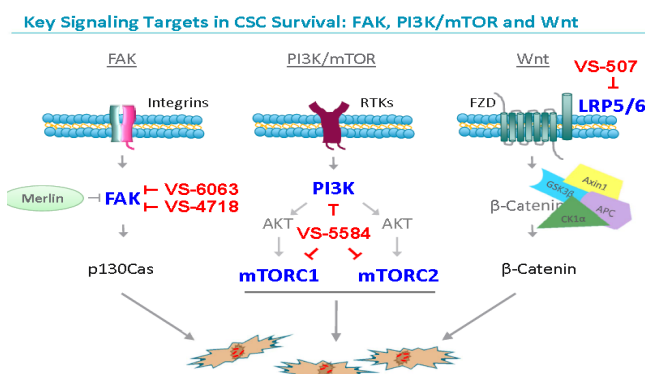 Key Signaling Targets in CSC Survival: FAK, PI3K/mTOR and Wnt
FAK
PI3K/mTOR
Wnt
VS-507
Integrins
RTKs
FZD
LRP5/6
Merlin
FAK
VS-6063
VS-4718
PI3K
AKT
AKT
VS-5584
mTORC1
mTORC2
β-Catenin
GSK3β
Axin1
APC
CK1α
p130Cas
β-Catenin